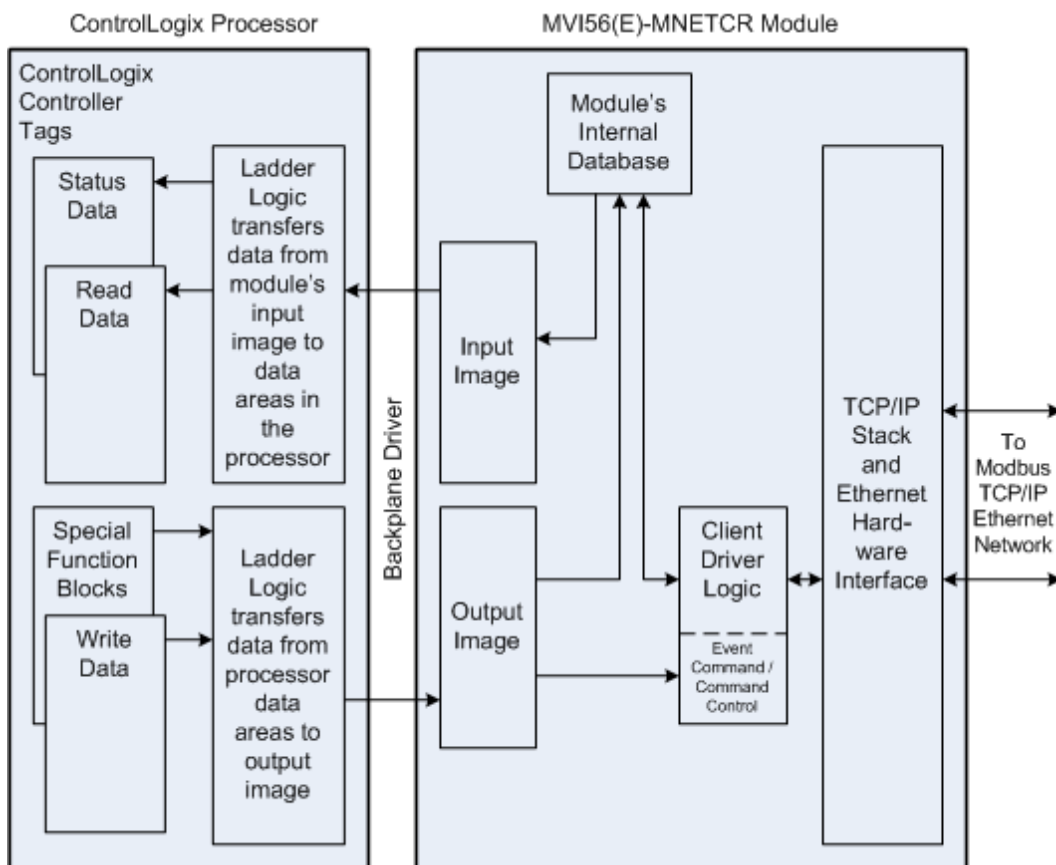 ControlLogix Processor
MVI56(E)-MNETCR Module
ControlLogix
Controller
Tags
Status
Data
Read
Data
Ladder
Logic
transfers
data from
module's
input
image to
data
areas in
the
processor
Special
Function
Blocks
Write
Data
Ladder
Logic
transfers
data from
processor
data
areas to
output
image
Backplane Driver
Module's
Internal
Database
Input
Image
Output
Image
Client
Driver
Logic
Event
Command /
Command
Control
TCP/IP
Stack
and
Ethernet
Hard-
ware
Interface
To
Modbus
TCP/IP
Ethernet
Network